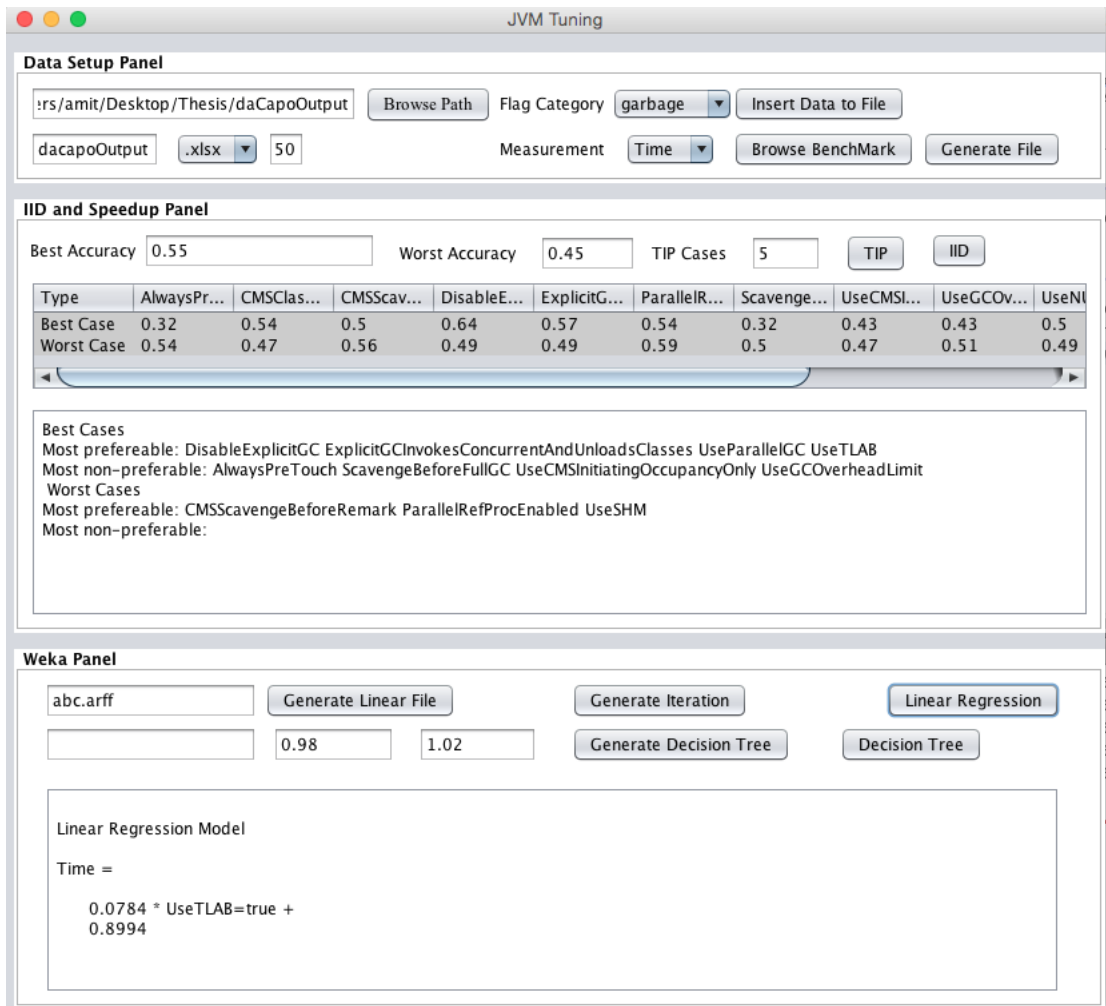 JVM Tuning
Data Setup Panel
ers/amit/Desktop/Thesis/daCapoOutput Browse Path Flag Category garbage Insert Data to File
dacapoOutput .xlsx 50 Measurement Time Browse BenchMark Generate File
IID and Speedup Panel
Best Accuracy 0.55 Worst Accuracy 0.45 TIP Cases 5 TIP IID
Type AlwaysPr... CMSClas... CMSScav... DisableE... ExplicitG... ParallelR... Scavenge... UseCMSI... UseGCOv... UseNU
Best Case 0.32 0.54 0.5 0.64 0.57 0.54 0.32 0.43 0.43 0.5
Worst Case 0.54 0.47 0.56 0.49 0.49 0.59 0.5 0.47 0.51 0.49
Best Cases
Most prefereable: DisableExplicitGC ExplicitGCInvokesConcurrentAndUnloadsClasses UseParallelGC UseTLAB
Most non-preferable: AlwaysPreTouch ScavengeBeforeFullGC UseCMSInitiatingOccupancyOnly UseGCOverheadLimit
Worst Cases
Most prefereable: CMSScavengeBeforeRemark ParallelRefProcEnabled UseSHM
Most non-preferable:
Weka Panel
abc.arff Generate Linear File Generate Iteration Linear Regression
0.98 1.02 Generate Decision Tree Decision Tree
Linear Regression Model
Time =
0.0784 * UseTLAB=true +
0.8994